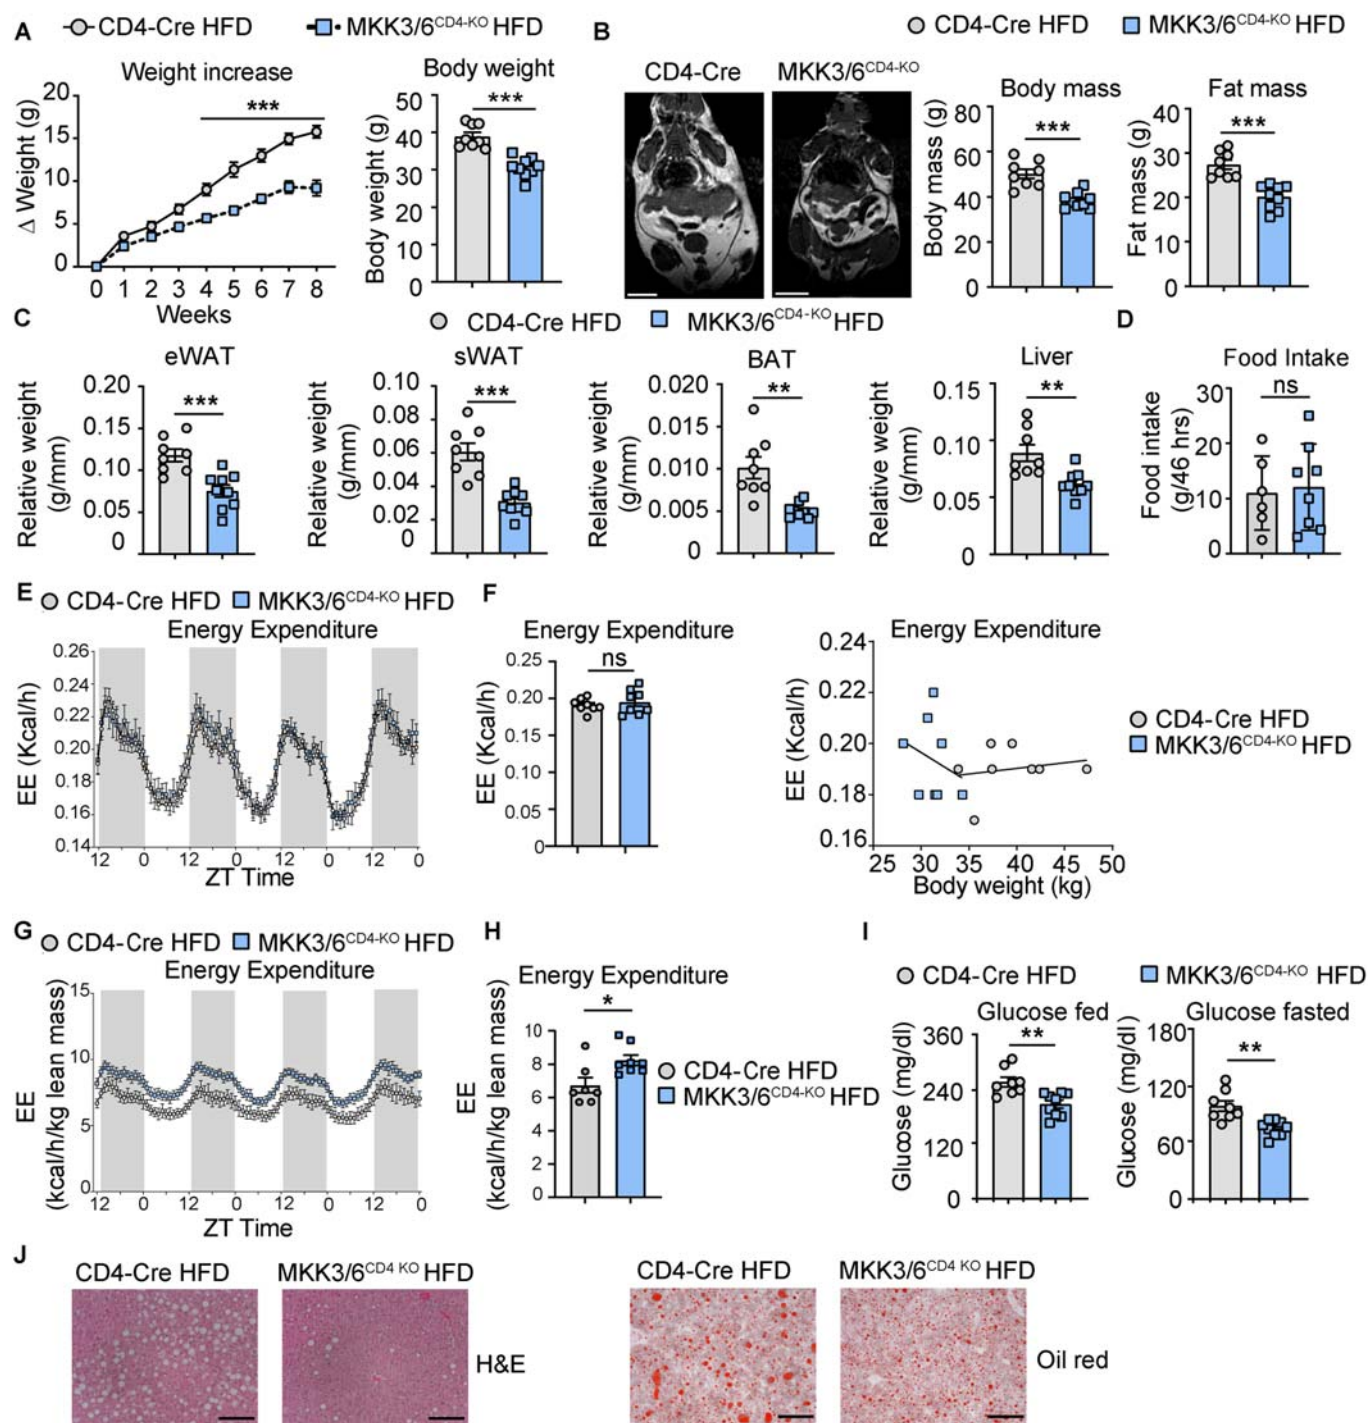 A
CD4-Cre HFD
MKK3/6CD4-KO HFD
Weight increase
Δ Weight (g)
20
15
10
5
0
0 1 2 3 4 5 6 7 8
Weeks
***
Body weight
Body weight (g)
50
40
30
20
10
0
***
B
CD4-Cre HFD
MKK3/6CD4-KO HFD
CD4-Cre
MKK3/6CD4-KO
Body mass
Body mass (g)
80
60
40
20
0
***
Fat mass
Fat mass (g)
40
30
20
10
0
***
C
CD4-Cre HFD
MKK3/6CD4-KO HFD
eWAT
Relative weight
(g/mm)
0.20
0.15
0.10
0.05
0
***
sWAT
Relative weight
(g/mm)
0.10
0.08
0.06
0.04
0.02
0
***
BAT
Relative weight
(g/mm)
0.020
0.015
0.010
0.005
0
**
Liver
Relative weight
(g/mm)
0.15
0.10
0.05
0
**
D
Food Intake
Food intake
(g/46 hrs)
30
20
10
0
ns
E
CD4-Cre HFD
MKK3/6CD4-KO HFD
Energy Expenditure
EE (Kcal/h)
0.26
0.24
0.22
0.20
0.18
0.16
0.14
12 0 12 0 12 0 12 0
ZT Time
F
Energy Expenditure
EE (Kcal/h)
0.25
0.20
0.15
0.10
0.05
0
ns
Energy Expenditure
EE (Kcal/h)
0.24
0.22
0.20
0.18
0.16
25 30 35 40 45 50
Body weight (kg)
CD4-Cre HFD
MKK3/6CD4-KO HFD
G
CD4-Cre HFD
MKK3/6CD4-KO HFD
Energy Expenditure
EE
(kcal/h/kg lean mass)
15
10
5
0
12 0 12 0 12 0 12 0
ZT Time
H
Energy Expenditure
EE
(kcal/h/kg lean mass)
10
8
6
4
2
0
*
CD4-Cre HFD
MKK3/6CD4-KO HFD
I
CD4-Cre HFD
MKK3/6CD4-KO HFD
Glucose fed
Glucose (mg/dl)
360
240
120
0
**
Glucose fasted
Glucose (mg/dl)
180
120
60
0
**
J
CD4-Cre HFD
MKK3/6CD4 KO HFD
H&E
CD4-Cre HFD
MKK3/6CD4 KO HFD
Oil red